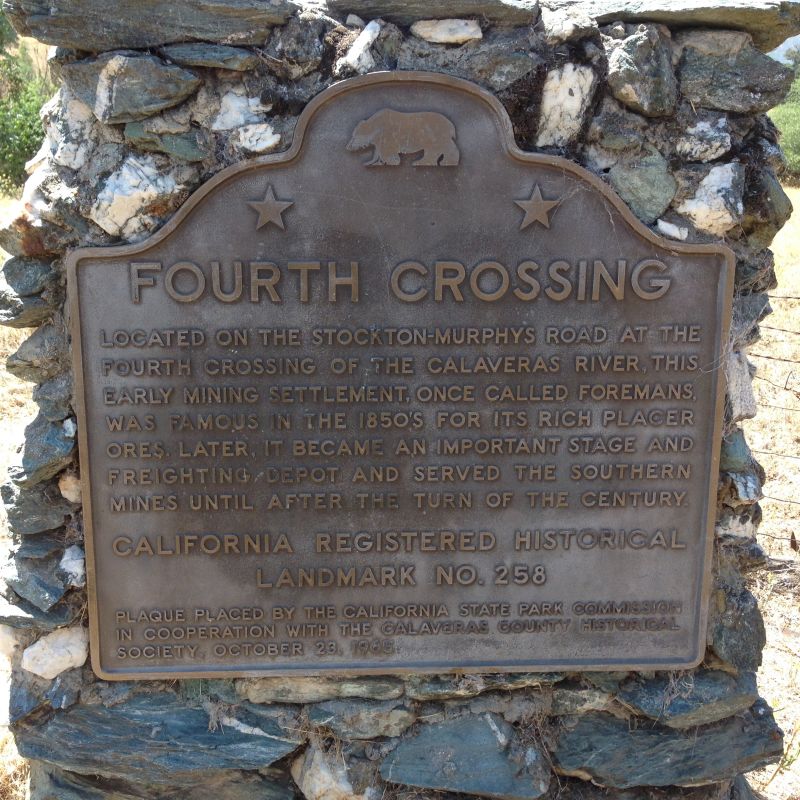 FOURTH CROSSING
LOCATED ON THE STOCKTON-MURPHYS ROAD AT THE
FOURTH CROSSING OF THE CALAVERAS RIVER, THIS
EARLY MINING SETTLEMENT, ONCE CALLED FOREMANS,
WAS FAMOUS IN THE 1850'S FOR ITS RICH PLACER
ORES. LATER, IT BECAME AN IMPORTANT STAGE AND
FREIGHTING DEPOT AND SERVED THE SOUTHERN
MINES UNTIL AFTER THE TURN OF THE CENTURY.
CALIFORNIA REGISTERED HISTORICAL
LANDMARK NO. 258
PLAQUE PLACED BY THE CALIFORNIA STATE PARK COMMISSION
IN COOPERATION WITH THE CALAVERAS COUNTY HISTORICAL
SOCIETY, OCTOBER 23, 1965